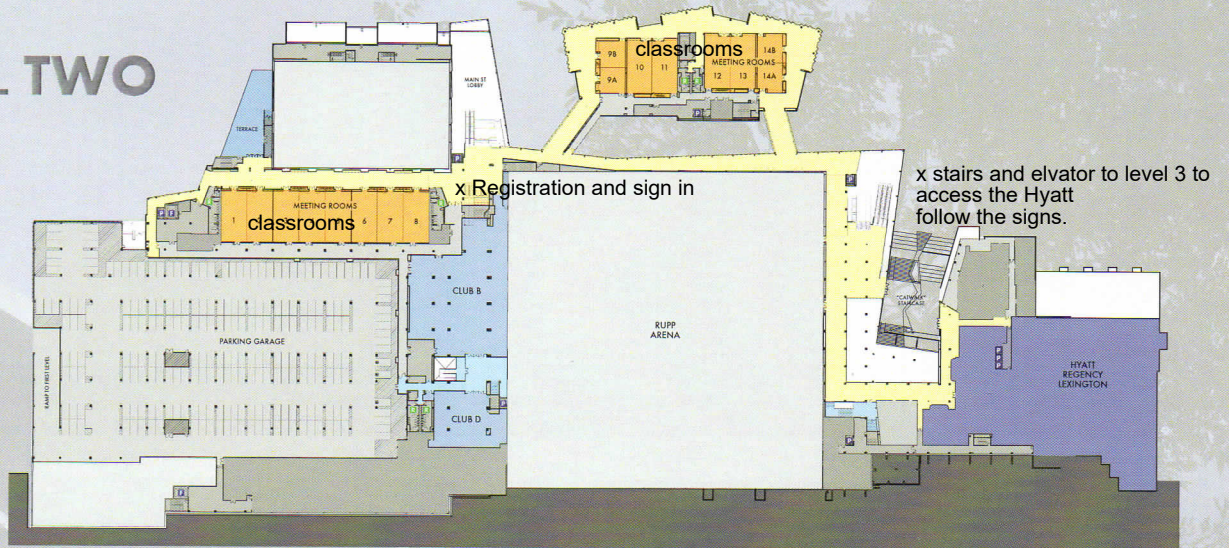 L TWO
classrooms
9B
10
11
9A
14B
MEETING ROOMS
12
13
14A
MAIN ST
LOBBY
TERRACE
x Registration and sign in
x stairs and elvator to level 3 to
access the Hyatt
follow the signs.
MEETING ROOMS
1
6
7
8
classrooms
CLUB B
"CATWALK"
STAIRCASE
PARKING GARAGE
RUPP
ARENA
HYATT
REGENCY
LEXINGTON
RAMP TO FIRST LEVEL
CLUB D